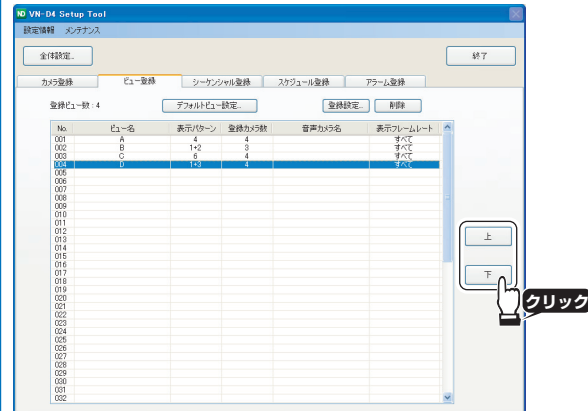 VN-D4 Setup Tool
設定情報 メンテナンス
全体設定... 終了
カメラ登録 ビュー登録 シーケンシャル登録 スケジュール登録 アラーム登録
登録ビュー数：4 デフォルトビュー設定... 登録設定... 削除
No. ビュー名 表示パターン 登録カメラ数 音声カメラ名 表示フレームレート
001 A 4 4 すべて
002 B 1+2 3 すべて
003 C 6 4 すべて
004 D 1+3 4 すべて
005
006
007
008
009
010
011
012
013
014
015
016
017
018
019
020
021
022
023
024
025
026
027
028
029
030
031
032
上
下
クリック